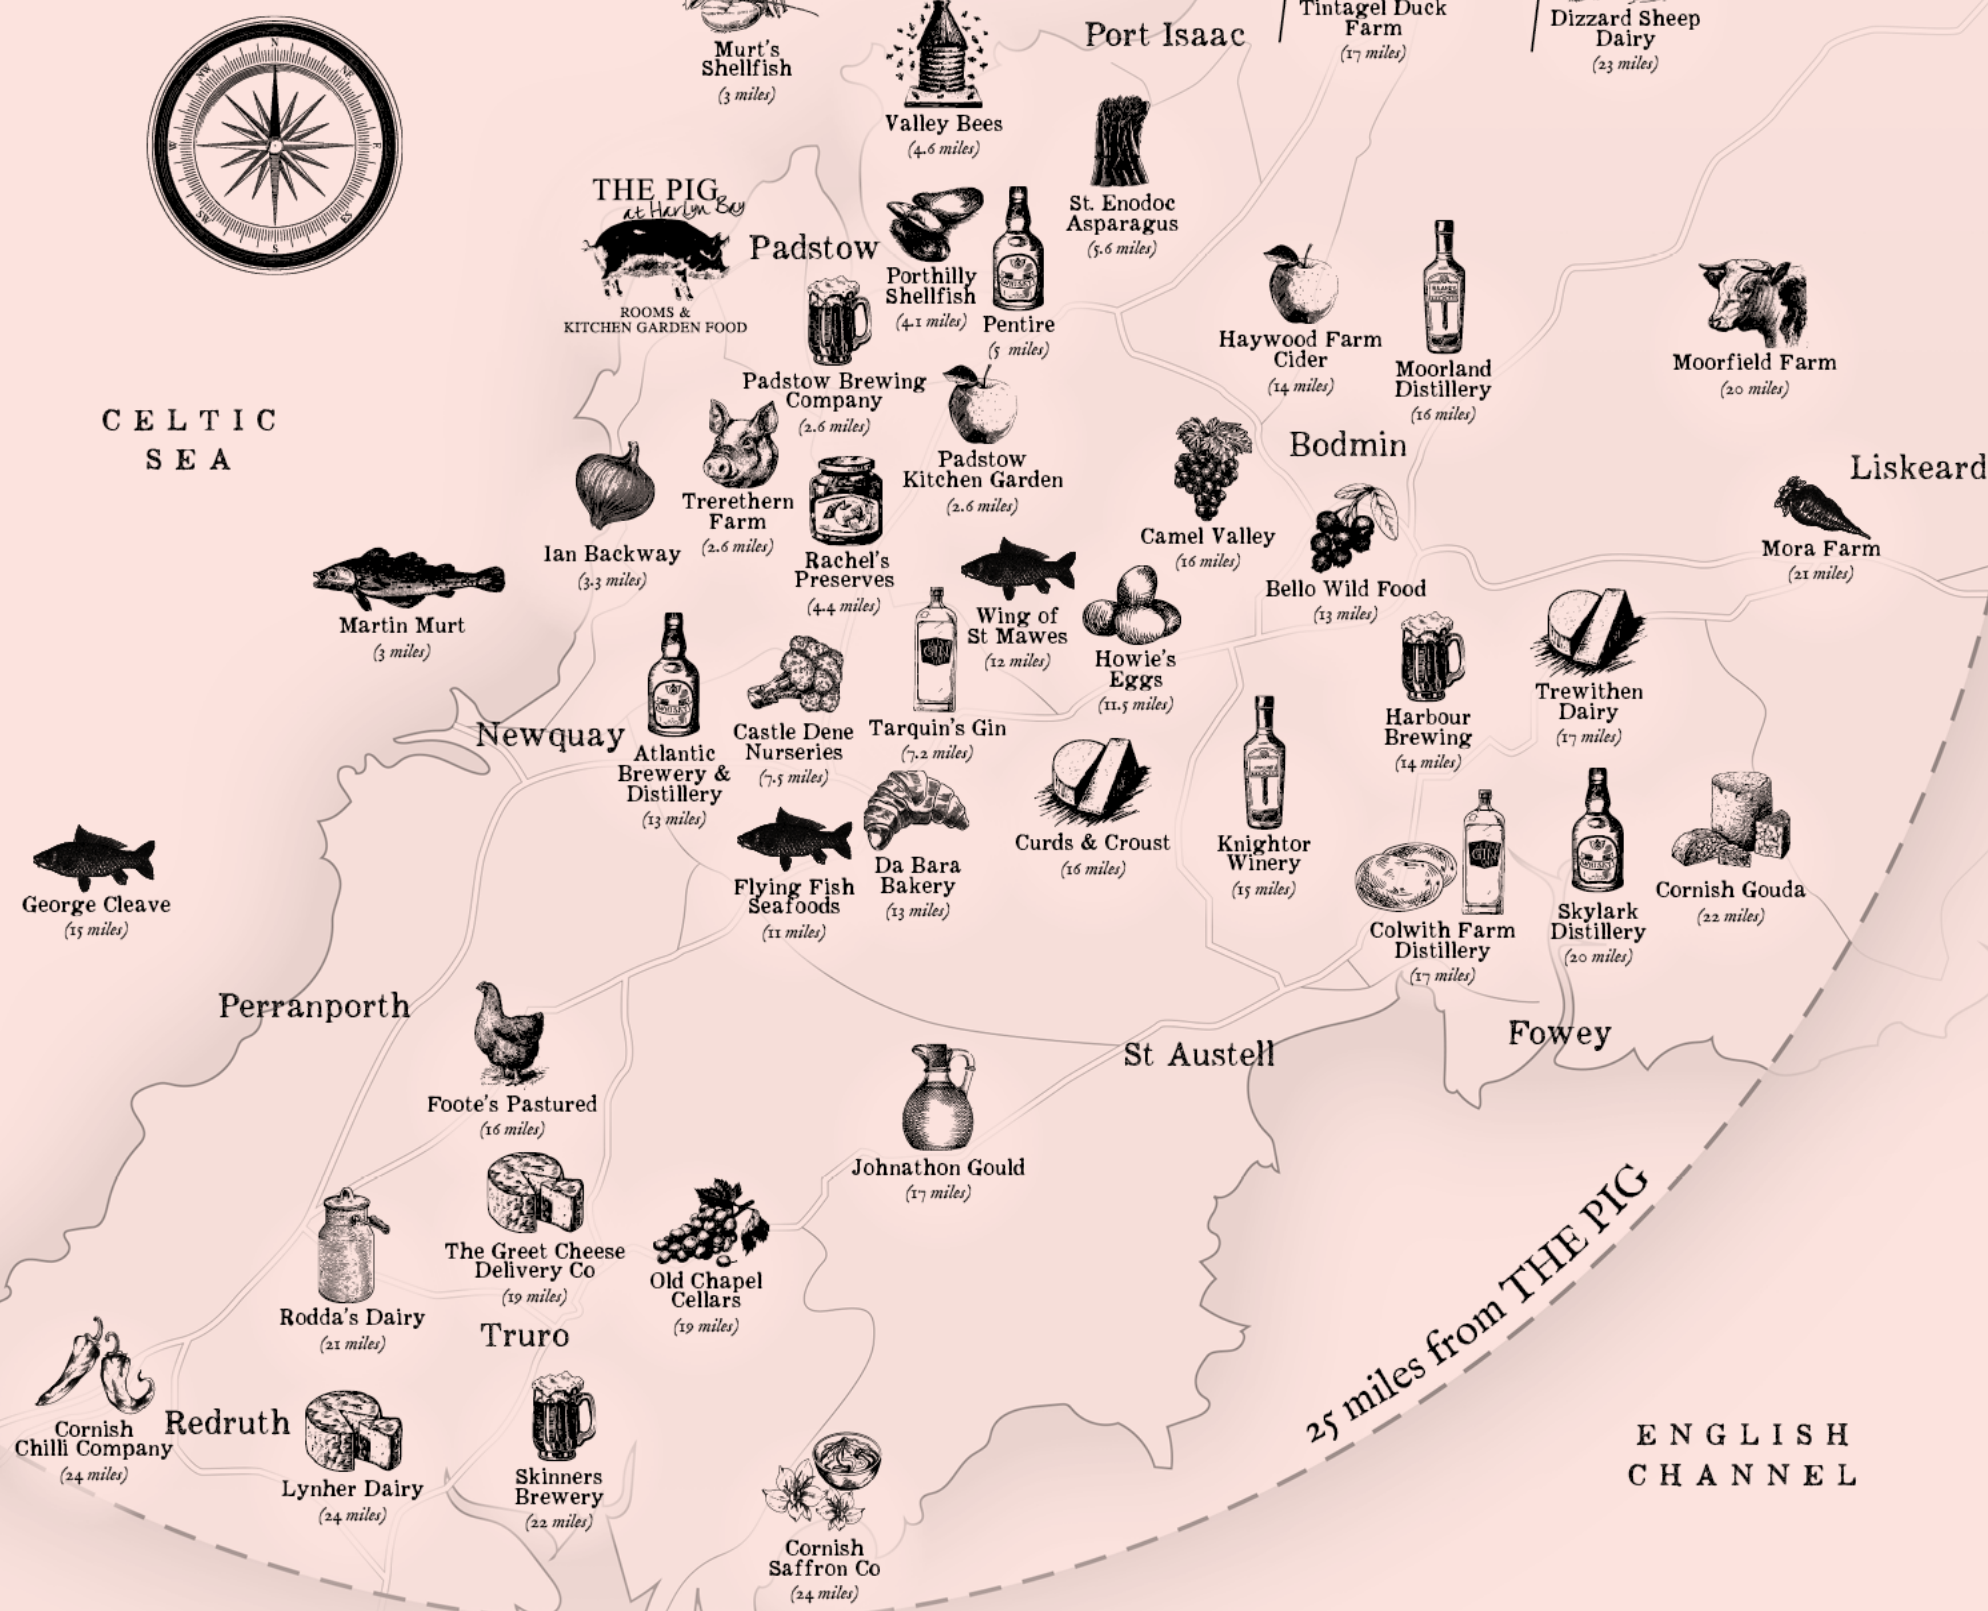 Murt's
Shellfish
(3 miles)
Valley Bees
(4.6 miles)
Port Isaac
Tintagel Duck
Farm
(17 miles)
Dizzard Sheep
Dairy
(23 miles)
N
NE
E
ES
S
SW
W
NW
THE PIG
at Harlyn Bay
ROOMS &
KITCHEN GARDEN FOOD
Padstow
Porthilly
Shellfish
(4.1 miles)
WHISKY
Pentire
(5 miles)
St. Enodoc
Asparagus
(5.6 miles)
Haywood Farm
Cider
(14 miles)
Moorland
Distillery
(16 miles)
Moorfield Farm
(20 miles)
CELTIC
SEA
Padstow Brewing
Company
(2.6 miles)
Padstow
Kitchen Garden
(2.6 miles)
Trerethern
Farm
(2.6 miles)
Ian Backway
(3.3 miles)
Rachel's
Preserves
(4.4 miles)
Bodmin
Liskeard
Camel Valley
(16 miles)
Bello Wild Food
(13 miles)
Mora Farm
(21 miles)
Martin Murt
(3 miles)
Wing of
St Mawes
(12 miles)
Howie's
Eggs
(11.5 miles)
Harbour
Brewing
(14 miles)
Trewithen
Dairy
(17 miles)
Newquay
WHISKY
Atlantic
Brewery &
Distillery
(13 miles)
Castle Dene
Nurseries
(7.5 miles)
GIN
Tarquin's Gin
(7.2 miles)
Curds & Croust
(16 miles)
Knightor
Winery
(15 miles)
George Cleave
(15 miles)
Flying Fish
Seafoods
(11 miles)
Da Bara
Bakery
(13 miles)
GIN
Colwith Farm
Distillery
(17 miles)
WHISKY
Skylark
Distillery
(20 miles)
Cornish Gouda
(22 miles)
Perranporth
Foote's Pastured
(16 miles)
St Austell
Fowey
Johnathon Gould
(17 miles)
The Greet Cheese
Delivery Co
(19 miles)
Old Chapel
Cellars
(19 miles)
Rodda's Dairy
(21 miles)
Truro
25 miles from THE PIG
Cornish
Chilli Company
(24 miles)
Redruth
Lynher Dairy
(24 miles)
Skinners
Brewery
(22 miles)
Cornish
Saffron Co
(24 miles)
ENGLISH
CHANNEL